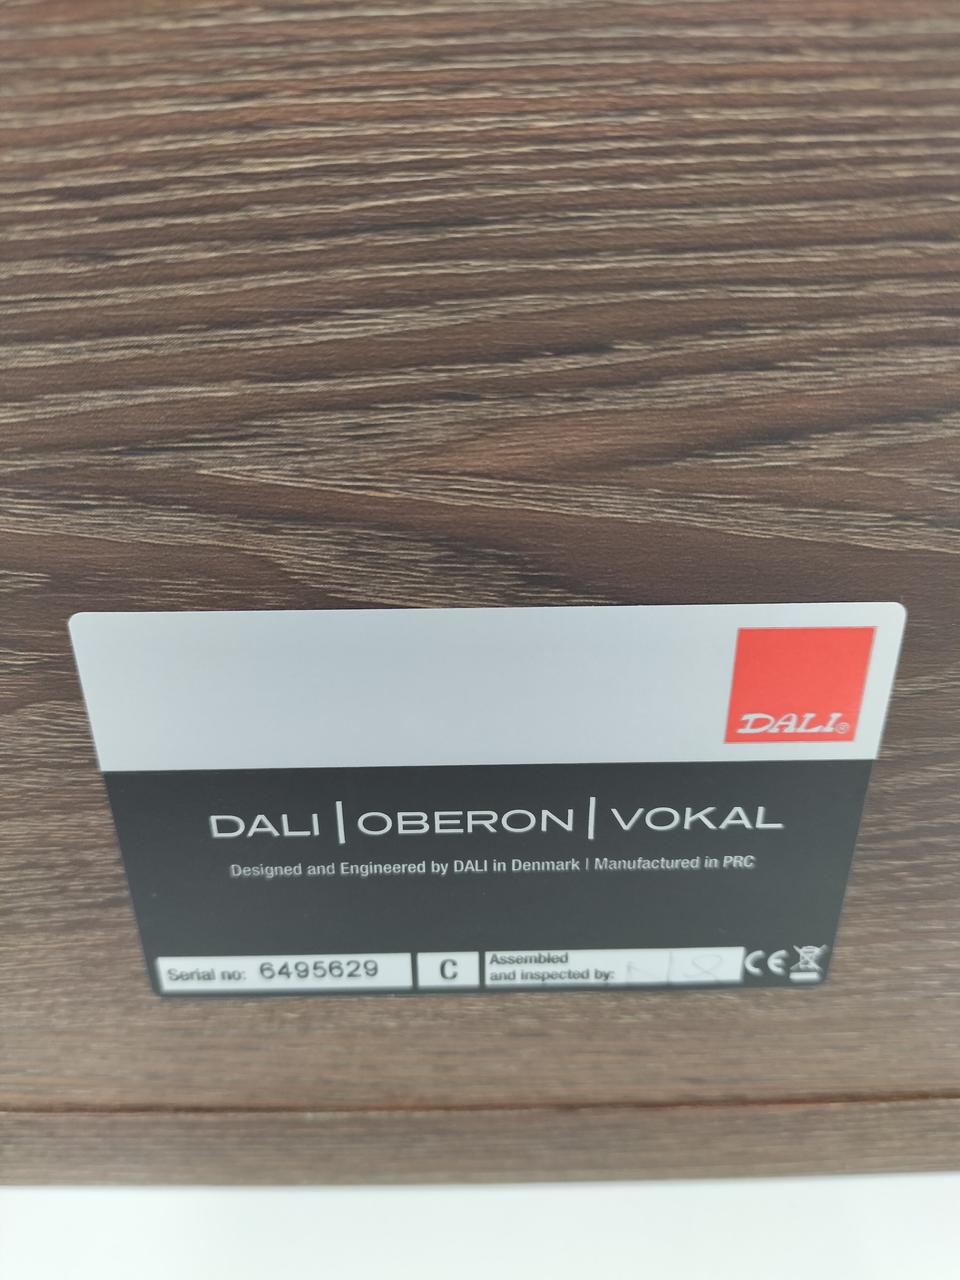 DALI®
DALI | OBERON | VOKAL
Designed and Engineered by DALI in Denmark | Manufactured in PRC
Serial no: 6495629
C
Assembled
and inspected by:
CE